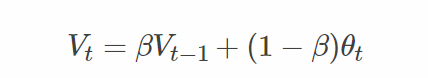 V_t = βV_{t−1} + (1 − β)θ_t